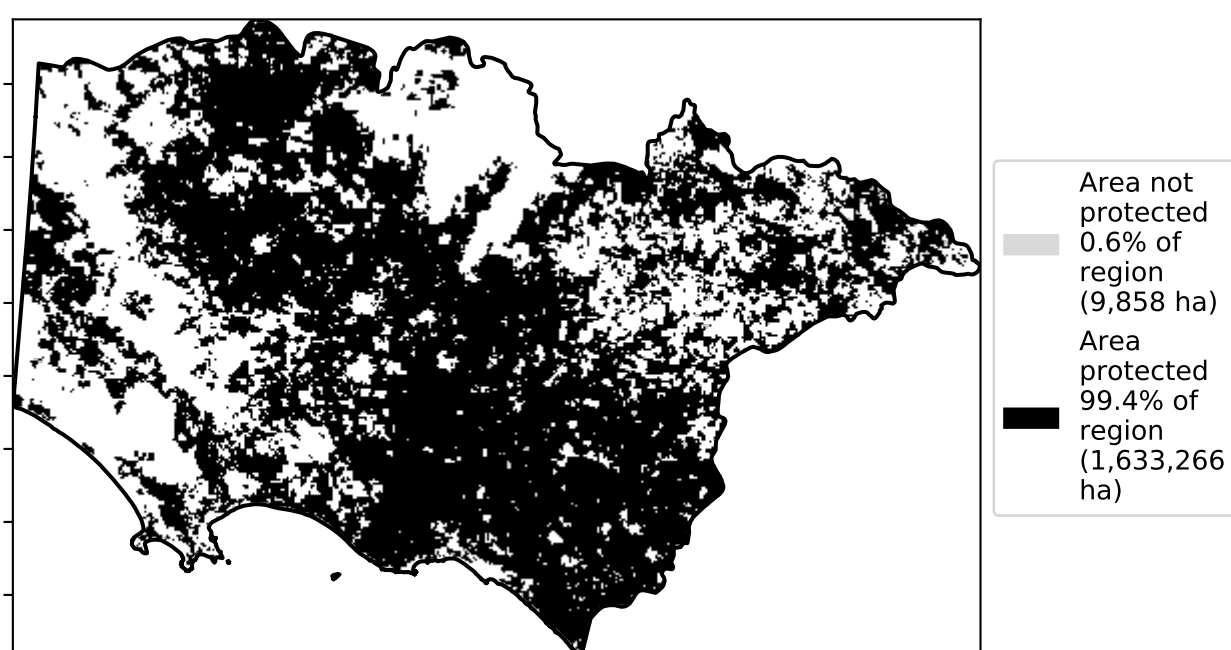 Area not
protected
0.6% of
region
(9,858 ha)
Area
protected
99.4% of
region
(1,633,266
ha)